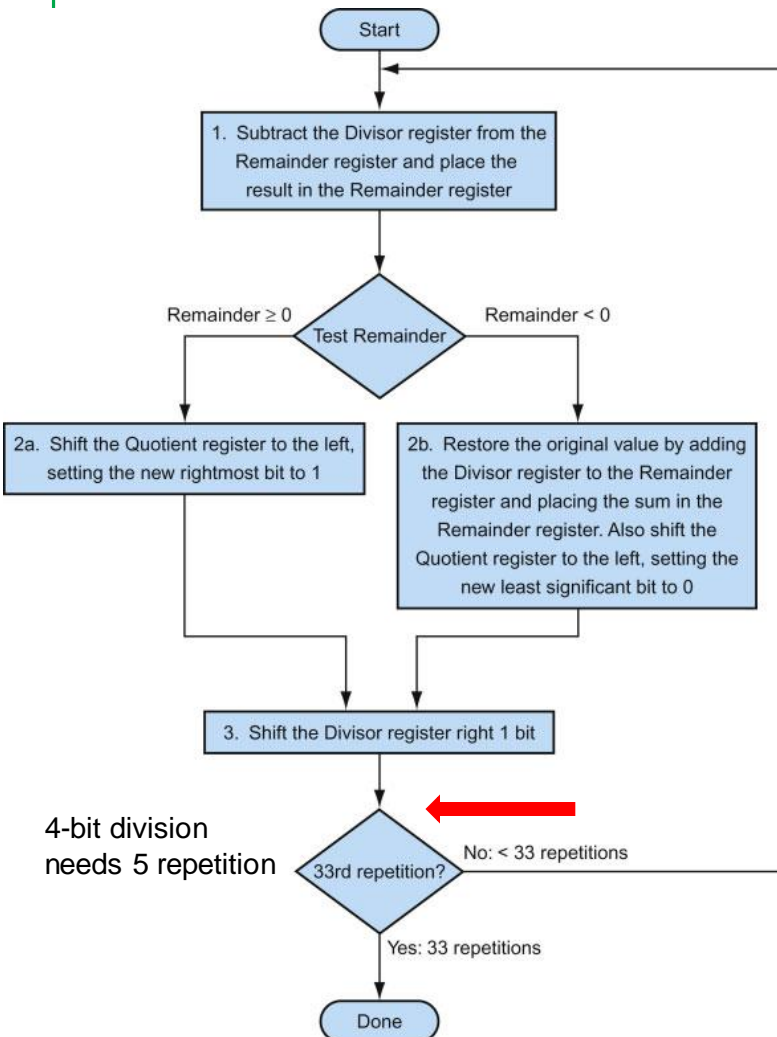 Start
1. Subtract the Divisor register from the
Remainder register and place the
result in the Remainder register
Remainder ≥ 0
Test Remainder
Remainder < 0
2a. Shift the Quotient register to the left,
setting the new rightmost bit to 1
2b. Restore the original value by adding
the Divisor register to the Remainder
register and placing the sum in the
Remainder register. Also shift the
Quotient register to the left, setting the
new least significant bit to 0
3. Shift the Divisor register right 1 bit
4-bit division
needs 5 repetition
33rd repetition?
No: < 33 repetitions
Yes: 33 repetitions
Done